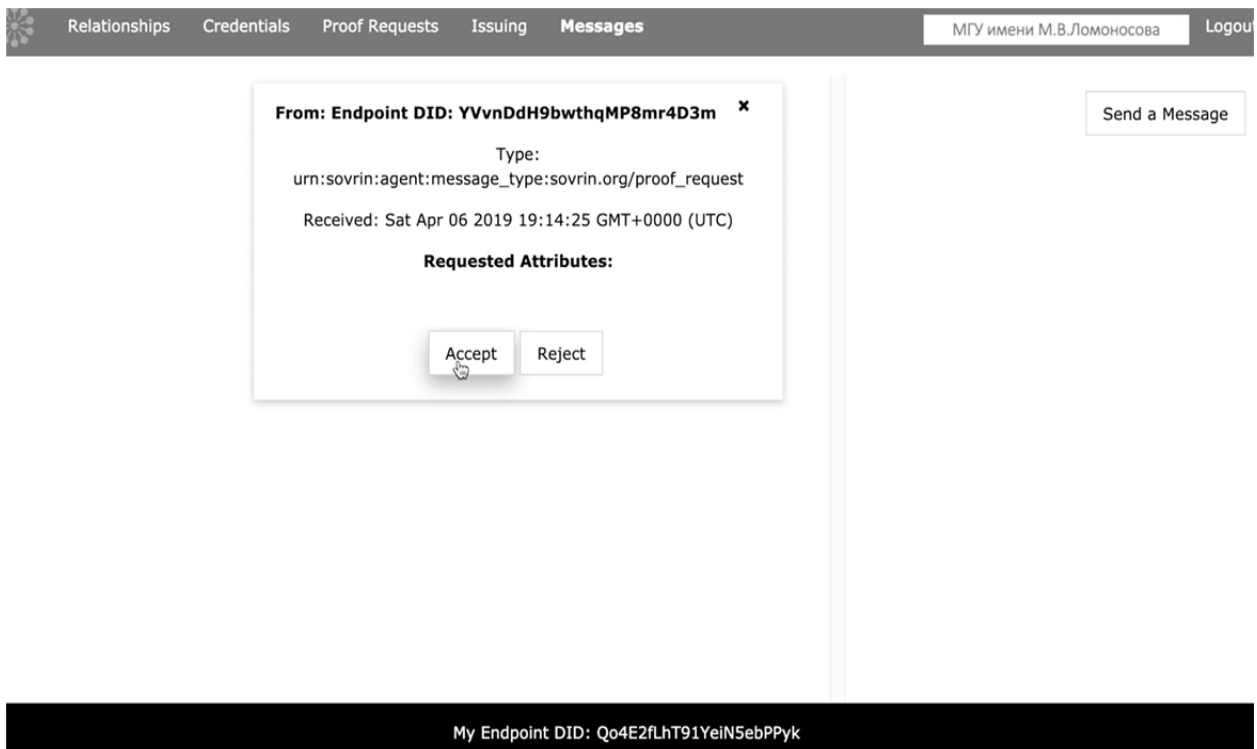 Relationships Credentials Proof Requests Issuing Messages МГУ имени М.В.Ломоносова Logout
From: Endpoint DID: YVvnDdH9bwthqMP8mr4D3m ×
Type:
urn:sovrin:agent:message_type:sovrin.org/proof_request
Received: Sat Apr 06 2019 19:14:25 GMT+0000 (UTC)
Requested Attributes:
Accept Reject
Send a Message
My Endpoint DID: Qo4E2fLhT91YeiN5ebPPyk